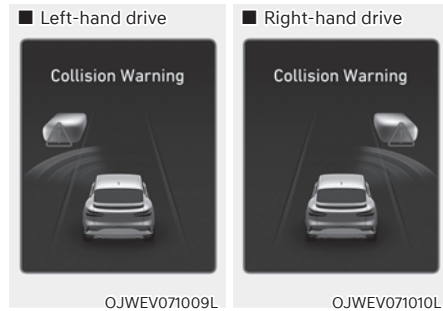 ■ Left-hand drive
Collision Warning
OJWEV071009L
■ Right-hand drive
Collision Warning
OJWEV071010L